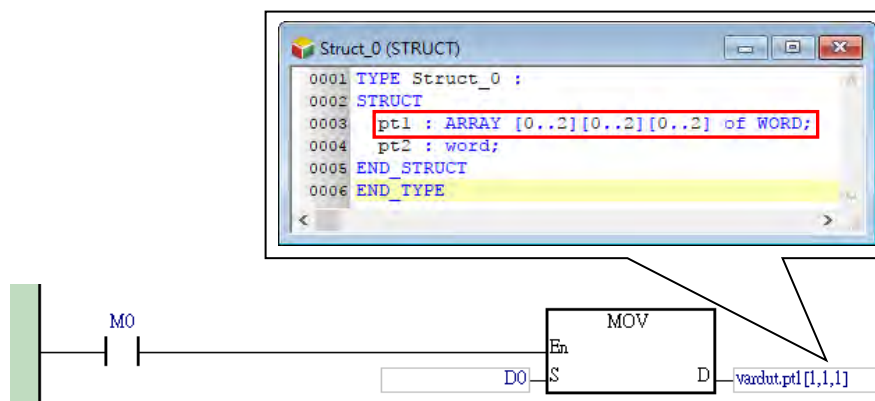 Struct_0 (STRUCT)
0001 TYPE Struct_0 :
0002 STRUCT
0003 pt1 : ARRAY [0..2][0..2][0..2] of WORD;
0004 pt2 : word;
0005 END_STRUCT
0006 END_TYPE
M0
MOV
En
D0 S D vardut.pt1[1,1,1]